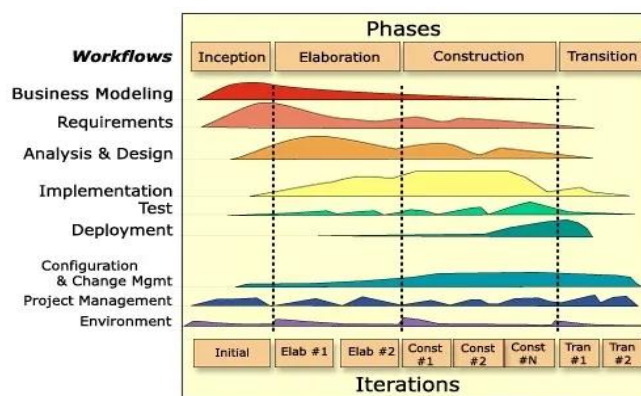 Phases
Workflows
Inception
Elaboration
Construction
Transition
Business Modeling
Requirements
Analysis & Design
Implementation
Test
Deployment
Configuration
& Change Mgmt
Project Management
Environment
Initial
Elab #1
Elab #2
Const
#1
Const
#2
Const
#N
Tran
#1
Tran
#2
Iterations